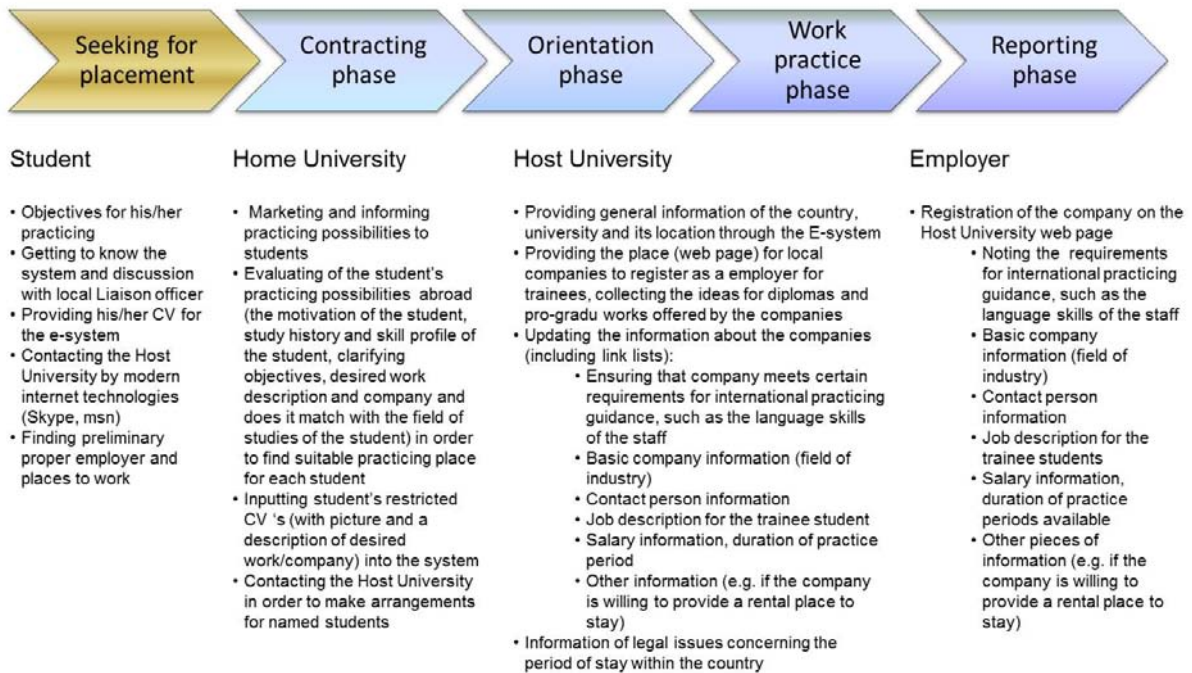 Seeking for
placement
Contracting
phase
Orientation
phase
Work
practice
phase
Reporting
phase
Student
• Objectives for his/her
practicing
• Getting to know the
system and discussion
with local Liaison officer
• Providing his/her CV for
the e-system
• Contacting the Host
University by modern
internet technologies
(Skype, msn)
• Finding preliminary
proper employer and
places to work
Home University
• Marketing and informing
practicing possibilities to
students
• Evaluating of the student's
practicing possibilities abroad
(the motivation of the student,
study history and skill profile of
the student, clarifying
objectives, desired work
description and company and
does it match with the field of
studies of the student) in order
to find suitable practicing place
for each student
• Inputting student's restricted
CV 's (with picture and a
description of desired
work/company) into the system
• Contacting the Host University
in order to make arrangements
for named students
Host University
• Providing general information of the country,
university and its location through the E-system
• Providing the place (web page) for local
companies to register as a employer for
trainees, collecting the ideas for diplomas and
pro-gradu works offered by the companies
• Updating the information about the companies
(including link lists):
• Ensuring that company meets certain
requirements for international practicing
guidance, such as the language skills
of the staff
• Basic company information (field of
industry)
• Contact person information
• Job description for the trainee student
• Salary information, duration of practice
period
• Other information (e.g. if the company
is willing to provide a rental place to
stay)
• Information of legal issues concerning the
period of stay within the country
Employer
• Registration of the company on the
Host University web page
• Noting the requirements
for international practicing
guidance, such as the
language skills of the staff
• Basic company
information (field of
industry)
• Contact person
information
• Job description for the
trainee students
• Salary information,
duration of practice
periods available
• Other pieces of
information (e.g. if the
company is willing to
provide a rental place to
stay)